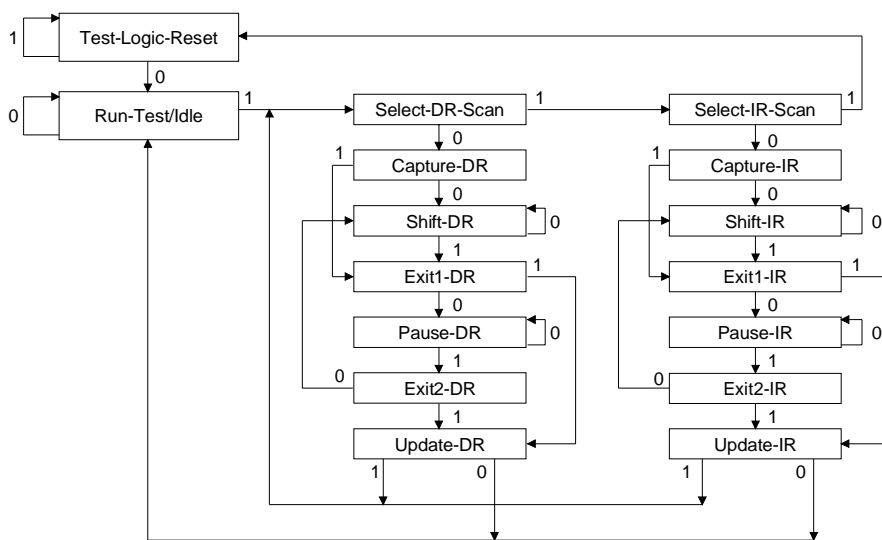 Test-Logic-Reset
1
0
Run-Test/Idle
0
1
Select-DR-Scan
1
Select-IR-Scan
1
0
0
1
Capture-DR
1
Capture-IR
0
0
Shift-DR
0
Shift-IR
0
1
1
Exit1-DR
1
Exit1-IR
1
0
0
Pause-DR
0
Pause-IR
0
1
1
0
Exit2-DR
0
Exit2-IR
1
1
Update-DR
Update-IR
1
0
1
0